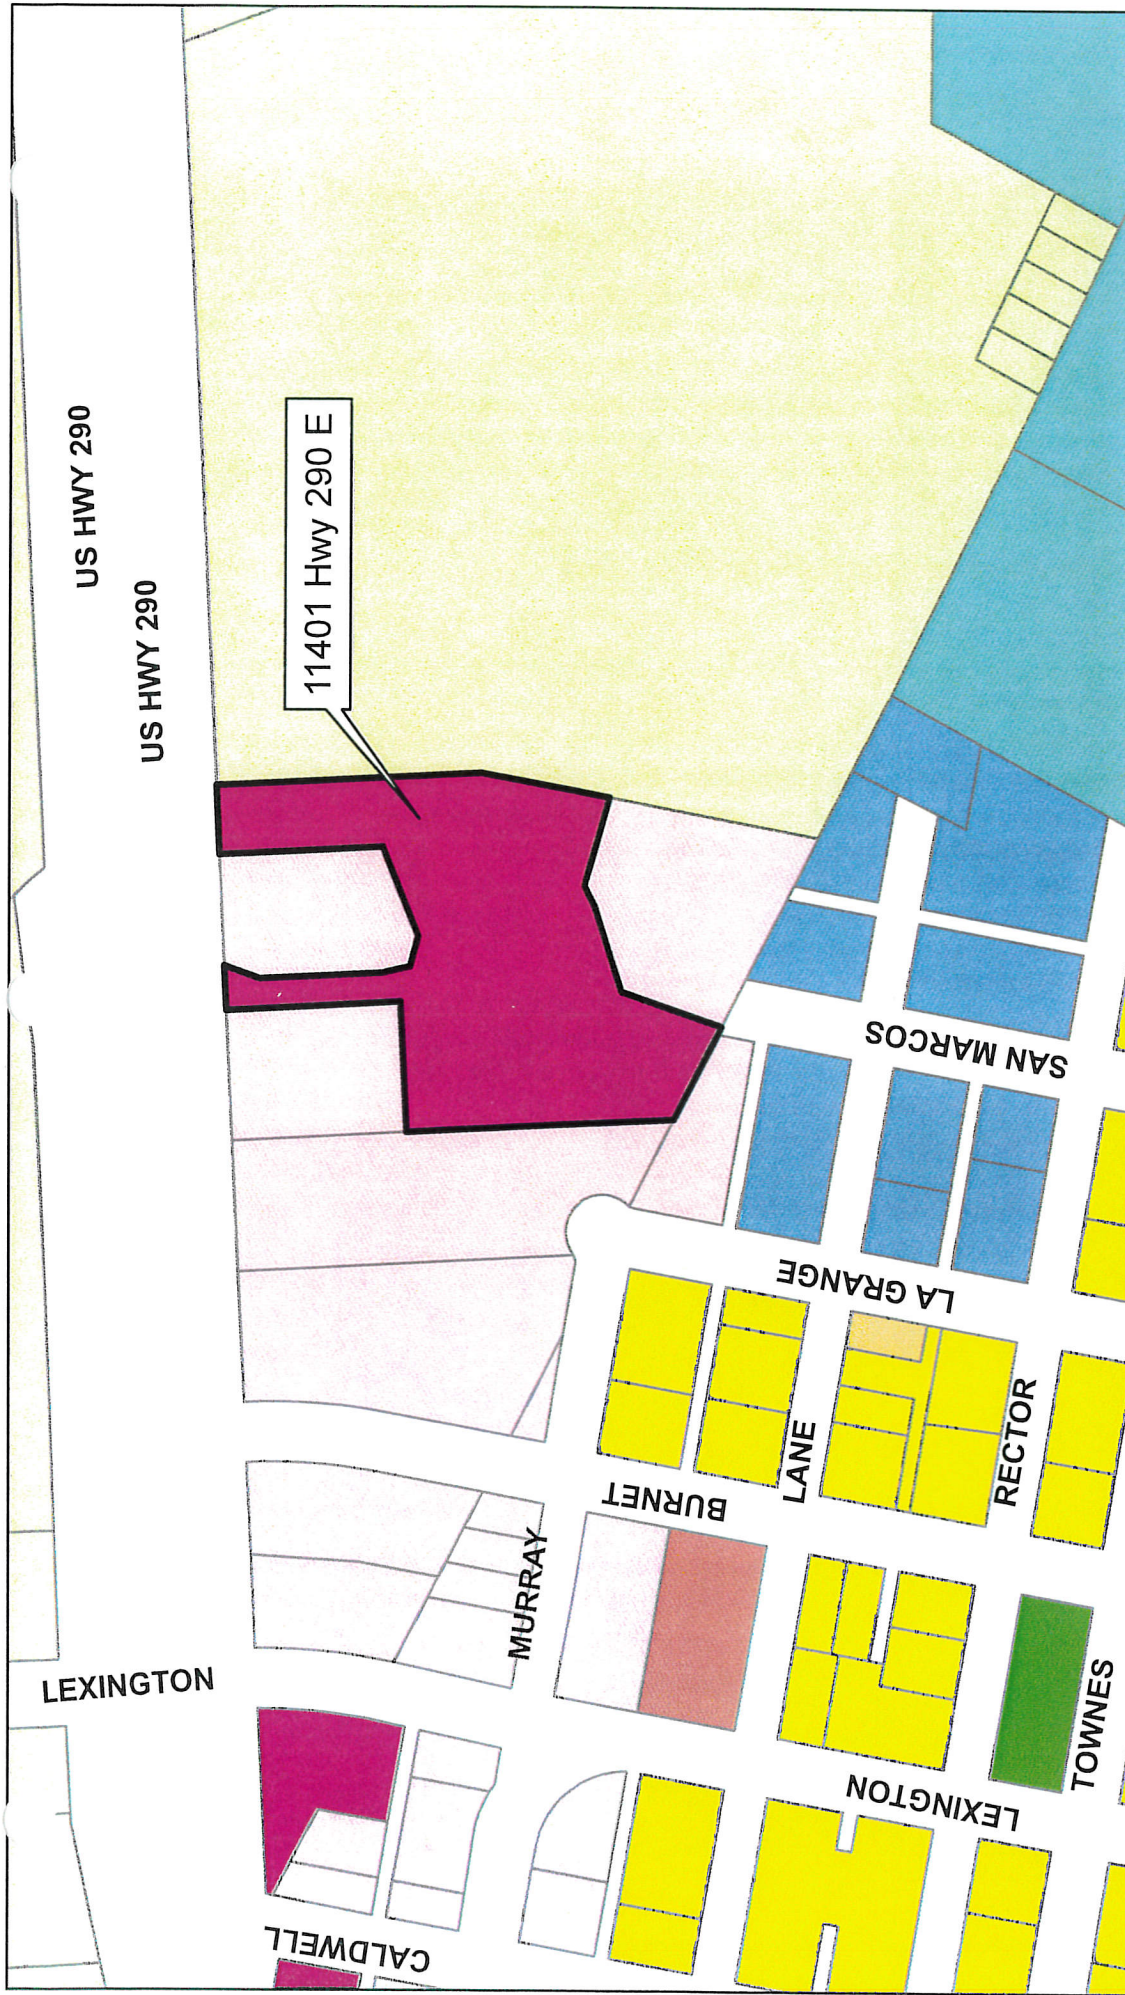 US HWY 290
US HWY 290
11401 Hwy 290 E
SAN MARCOS
LA GRANGE
LANE
RECTOR
BURNET
MURRAY
LEXINGTON
TOWNES
LEXINGTON
CALDWELL